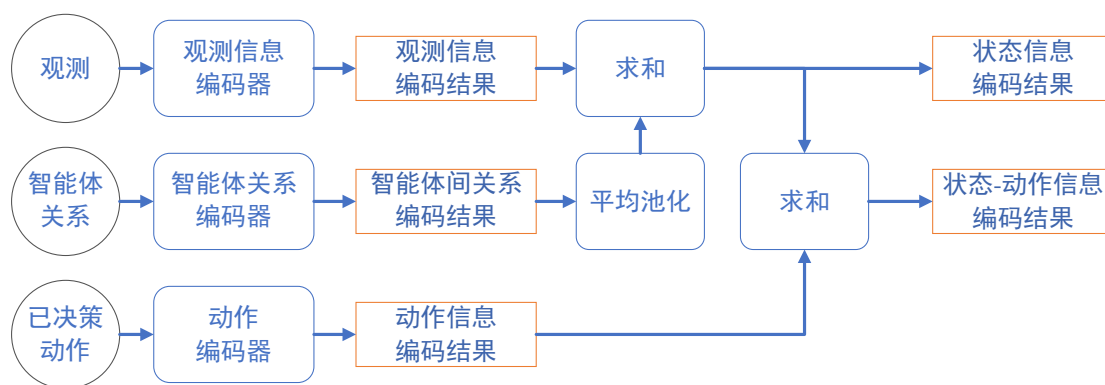 观测
观测信息
编码器
观测信息
编码结果
求和
状态信息
编码结果
智能体
关系
智能体关系
编码器
智能体间关系
编码结果
平均池化
求和
状态-动作信息
编码结果
已决策
动作
动作
编码器
动作信息
编码结果